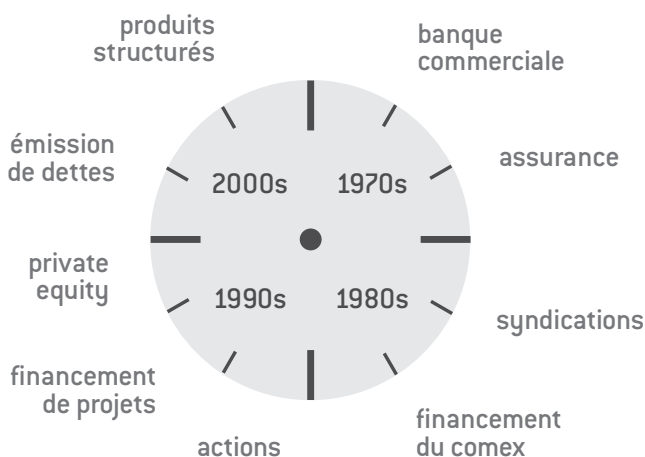 produits
structurés
banque
commerciale
émission
de dettes
assurance
2000s
1970s
private
equity
1990s
1980s
syndications
financement
de projets
actions
financement
du comex